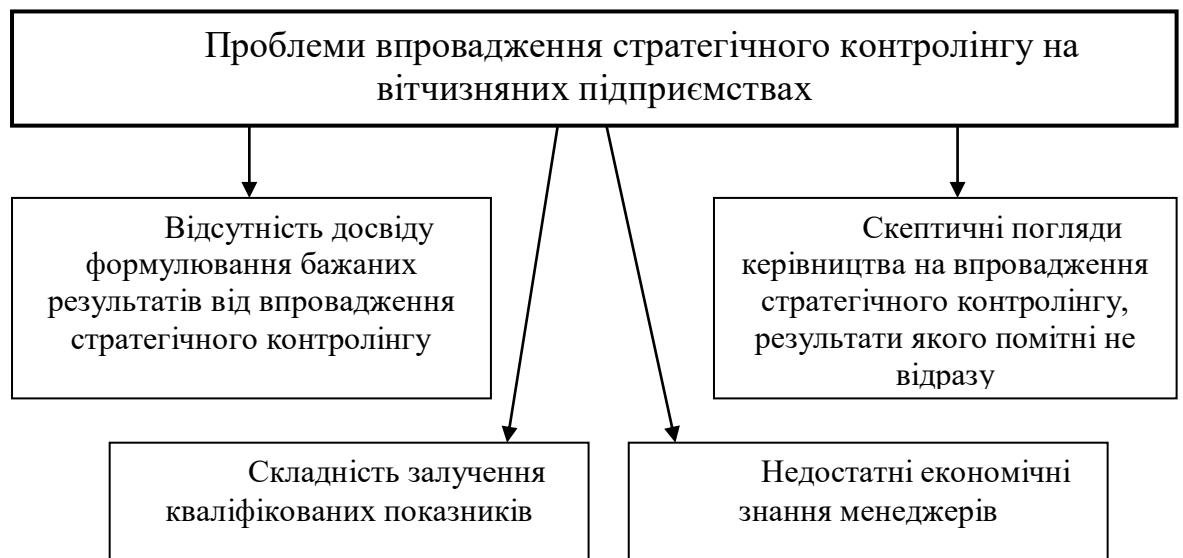 Проблеми впровадження стратегічного контролінгу на
вітчизняних підприємствах
Відсутність досвіду
формулювання бажаних
результатів від впровадження
стратегічного контролінгу
Скептичні погляди
керівництва на впровадження
стратегічного контролінгу,
результати якого помітні не
відразу
Складність залучення
кваліфікованих показників
Недостатні економічні
знання менеджерів